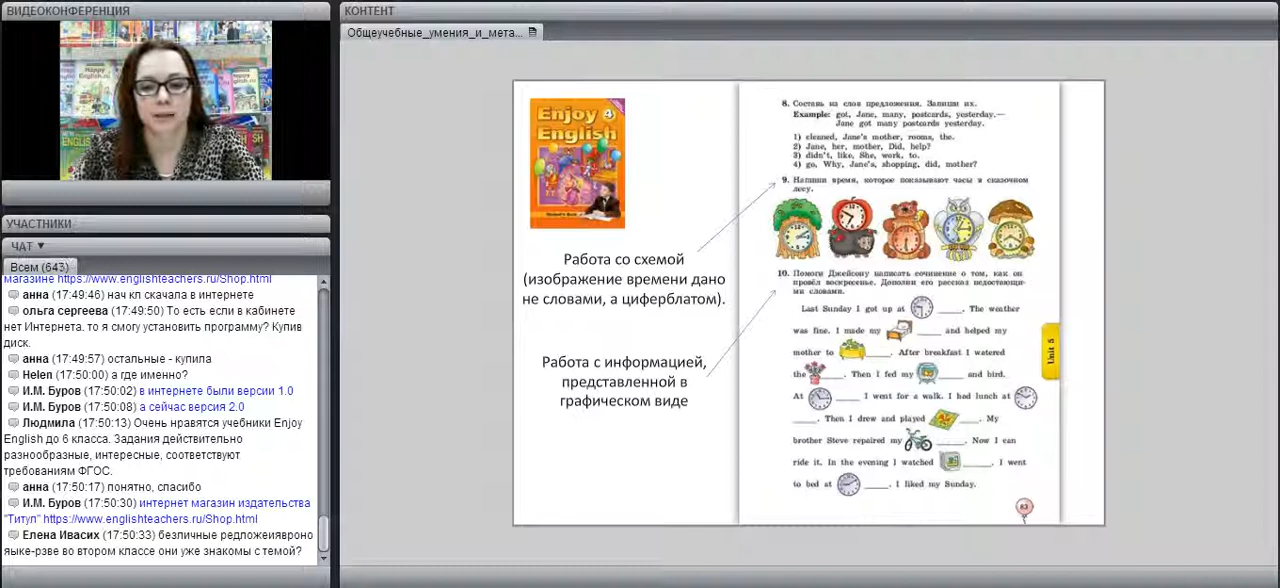 ВИДЕОКОНФЕРЕНЦИЯ
Happy
English.ru
УЧАСТНИКИ
ЧАТ ▼
Всем (643)
магазине https://www.englishteachers.ru/Shop.html
анна (17:49:46) нач кл скачала в интернете
ольга сергеева (17:49:50) То есть если в кабинете
нет Интернета. то я смогу установить программу? Купив
диск.
анна (17:49:57) остальные - купила
Helen (17:50:00) а где именно?
И.М. Буров (17:50:02) в интернете были версии 1.0
И.М. Буров (17:50:08) а сейчас версия 2.0
Людмила (17:50:13) Очень нравятся учебники Enjoy
English до 6 класса. Задания действительно
разнообразные, интересные, соответствуют
требованиям ФГОС.
анна (17:50:17) понятно, спасибо
И.М. Буров (17:50:30) интернет магазин издательства
"Титул" https://www.englishteachers.ru/Shop.html
Елена Ивасих (17:50:33) безличные редложеиявроно
яыке-рзве во втором классе они уже знакомы с темой?
КОНТЕНТ
Общеучебные_умения_и_мета...
Enjoy 4
English
Student's Book
Работа со схемой
(изображение времени дано
не словами, а циферблатом).
Работа с информацией,
представленной в
графическом виде
8. Составь из слов предложения. Запиши их.
Example: got, Jane, many, postcards, yesterday.—
Jane got many postcards yesterday.
1) cleaned, Jane's mother, rooms, the.
2) Jane, her, mother, Did, help?
3) didn't, like, She, work, to.
4) go, Why, Jane's, shopping, did, mother?
9. Напиши время, которое показывают часы в сказочном
лесу.
10. Помоги Джейсону написать сочинение о том, как он
провёл воскресенье. Дополни его рассказ недостающи-
ми словами.
Last Sunday I got up at ____. The weather
was fine. I made my ____ and helped my
mother to ____. After breakfast I watered
the ____. Then I fed my ____ and bird.
At ____ I went for a walk. I had lunch at
____. Then I drew and played ____. My
brother Steve repaired my ____. Now I can
ride it. In the evening I watched ____. I went
to bed at ____. I liked my Sunday.
Unit 5
83